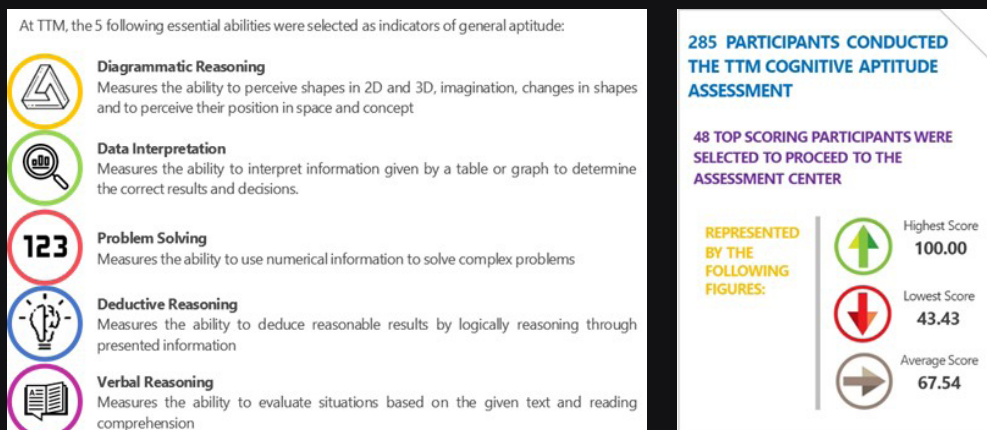 At TTM, the 5 following essential abilities were selected as indicators of general aptitude:
Diagrammatic Reasoning
Measures the ability to perceive shapes in 2D and 3D, imagination, changes in shapes
and to perceive their position in space and concept
Data Interpretation
Measures the ability to interpret information given by a table or graph to determine
the correct results and decisions.
123
Problem Solving
Measures the ability to use numerical information to solve complex problems
Deductive Reasoning
Measures the ability to deduce reasonable results by logically reasoning through
presented information
Verbal Reasoning
Measures the ability to evaluate situations based on the given text and reading
comprehension
285 PARTICIPANTS CONDUCTED
THE TTM COGNITIVE APTITUDE
ASSESSMENT
48 TOP SCORING PARTICIPANTS WERE
SELECTED TO PROCEED TO THE
ASSESSMENT CENTER
REPRESENTED
BY THE
FOLLOWING
FIGURES:
Highest Score
100.00
Lowest Score
43.43
Average Score
67.54